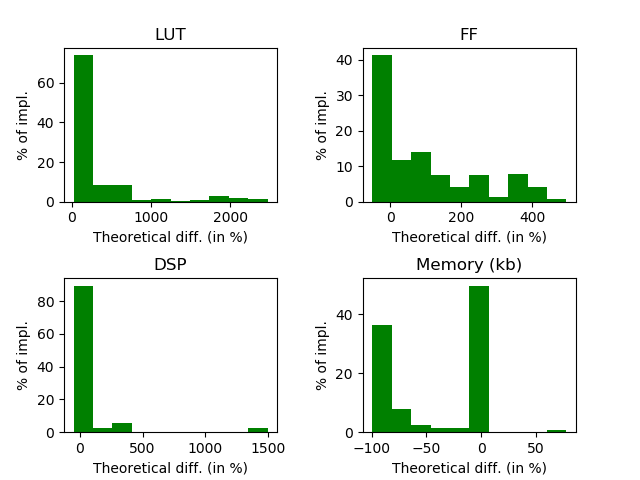 LUT
% of impl.
60
40
20
0
0 1000 2000
Theoretical diff. (in %)
FF
% of impl.
40
30
20
10
0
0 200 400
Theoretical diff. (in %)
DSP
% of impl.
80
60
40
20
0
0 500 1000 1500
Theoretical diff. (in %)
Memory (kb)
% of impl.
40
20
0
−100 −50 0 50
Theoretical diff. (in %)